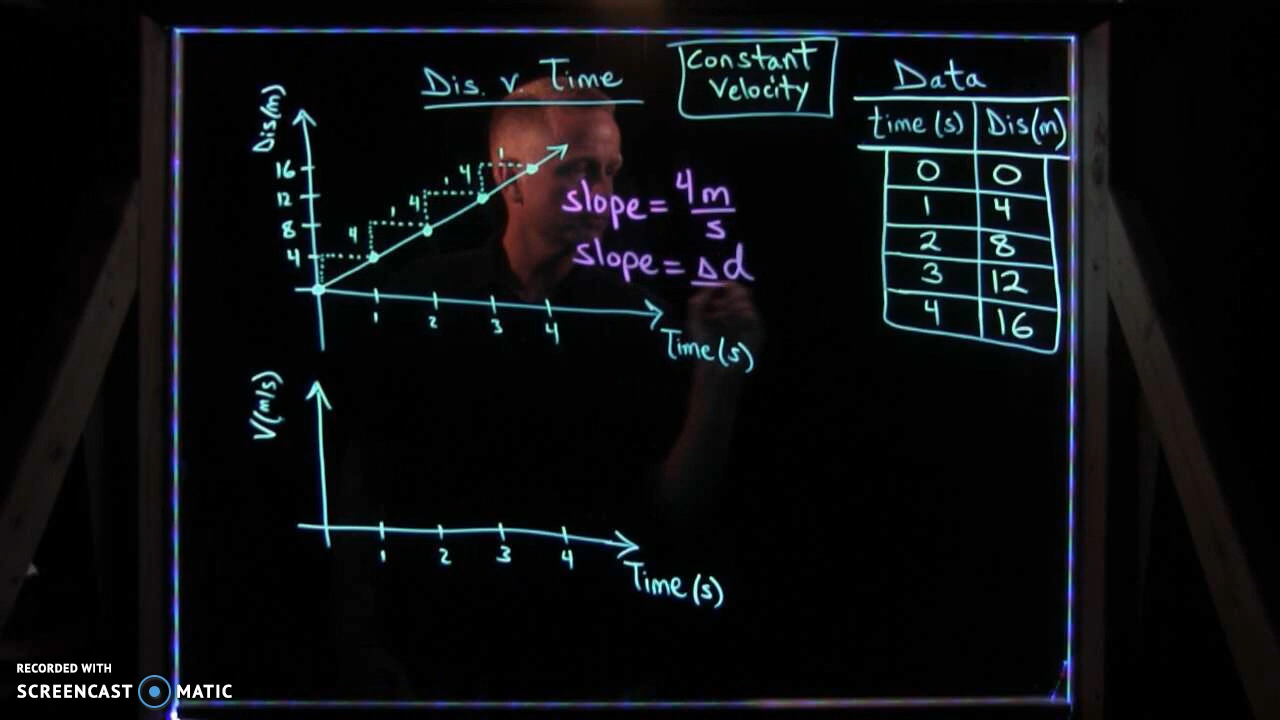 Dis. v. Time
Constant
Velocity
Dis(m)
16
12
8
4
4
1
4
1
4
1
1 2 3 4
Time(s)
slope = 4m
s
slope = Δd
Data
time (s) Dis(m)
0 0
1 4
2 8
3 12
4 16
V(m/s)
1 2 3 4
Time(s)
RECORDED WITH
SCREENCAST MATIC